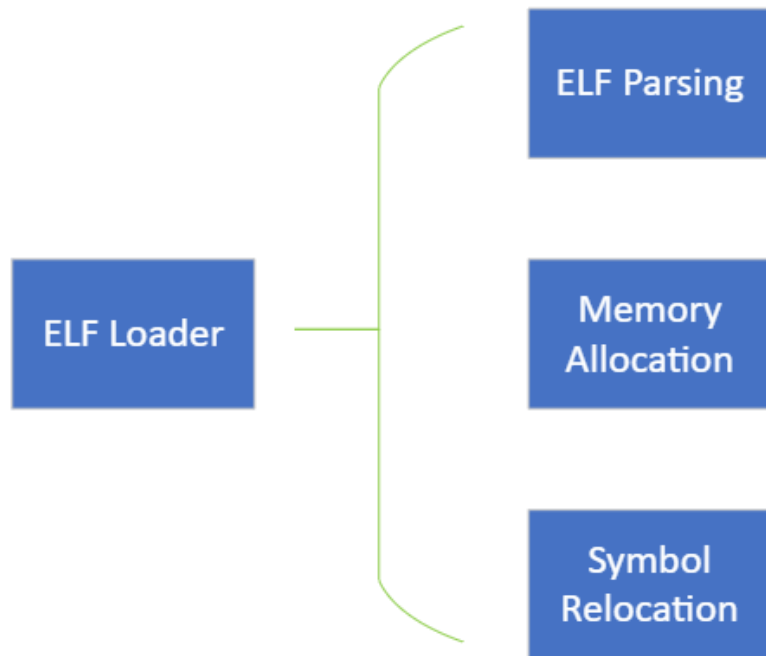 ELF Parsing
ELF Loader
Memory
Allocation
Symbol
Relocation